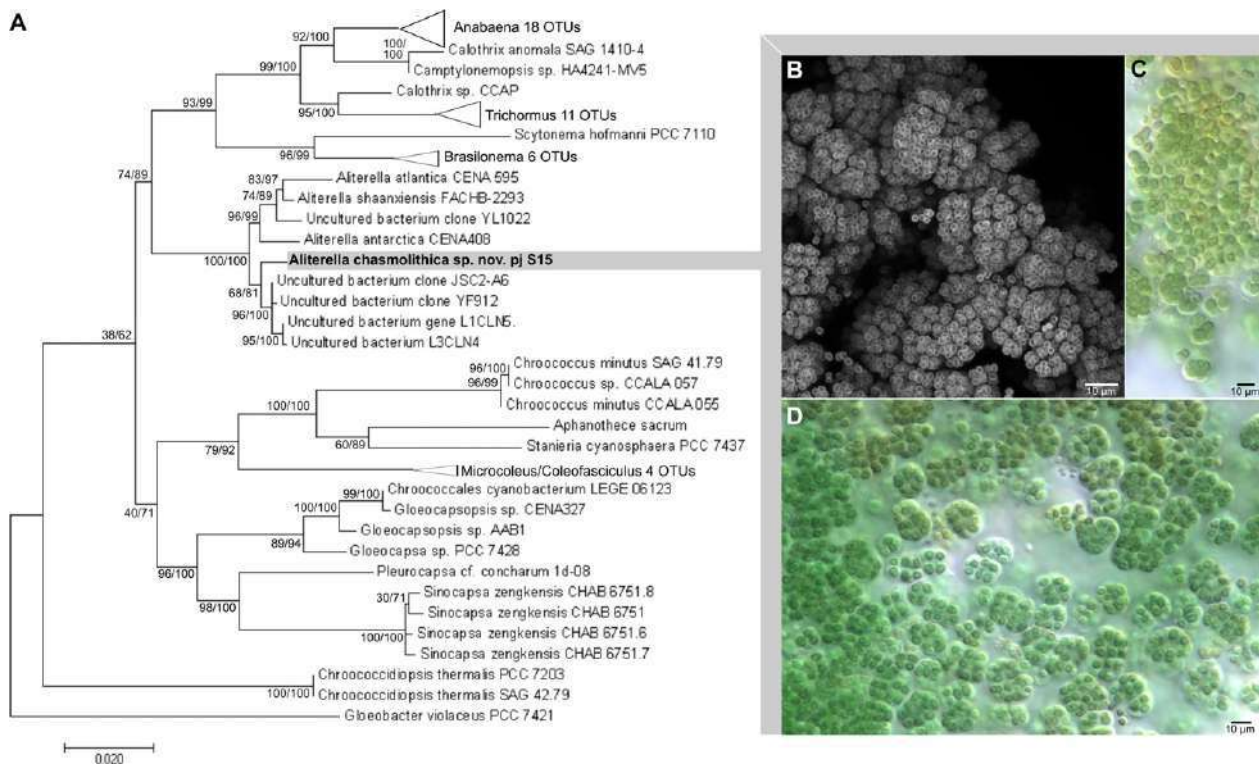 A
Anabaena 18 OTUs
92/100
100/
100
Calothrix anomala SAG 1410-4
Camptylonemopsis sp. HA4241-MV5
99/100
Calothrix sp. CCAP
95/100
Trichormus 11 OTUs
93/99
Scytonema hofmanni PCC 7110
96/99
Brasilonema 6 OTUs
74/89
83/97
Aliterella atlantica CENA 595
74/89
Aliterella shaanxiensis FACHB-2293
96/99
Uncultured bacterium clone YL1022
Aliterella antarctica CENA408
100/100
Aliterella chasmolithica sp. nov. pj S15
68/81
Uncultured bacterium clone JSC2-A6
Uncultured bacterium clone YF912
96/100
Uncultured bacterium gene L1CLN5.
95/100
Uncultured bacterium L3CLN4
38/62
Chroococcus minutus SAG 41.79
96/100
Chroococcus sp. CCALA 057
96/99
Chroococcus minutus CCALA 055
100/100
Aphanothece sacrum
60/89
Stanieria cyanosphaera PCC 7437
79/92
Microcoleus/Coleofasciculus 4 OTUs
Chroococcales cyanobacterium LEGE 06123
99/100
Gloeocapsopsis sp. CENA327
100/100
40/71
Gloeocapsopsis sp. AAB1
89/94
Gloeocapsa sp. PCC 7428
96/100
Pleurocapsa cf. concharum 1d-08
98/100
Sinocapsa zengkensis CHAB 6751.8
30/71
Sinocapsa zengkensis CHAB 6751
Sinocapsa zengkensis CHAB 6751.6
100/100
Sinocapsa zengkensis CHAB 6751.7
Chroococcidiopsis thermalis PCC 7203
100/100
Chroococcidiopsis thermalis SAG 42.79
Gloeobacter violaceus PCC 7421
0.020
B
10 µm
C
10 µm
D
10 µm